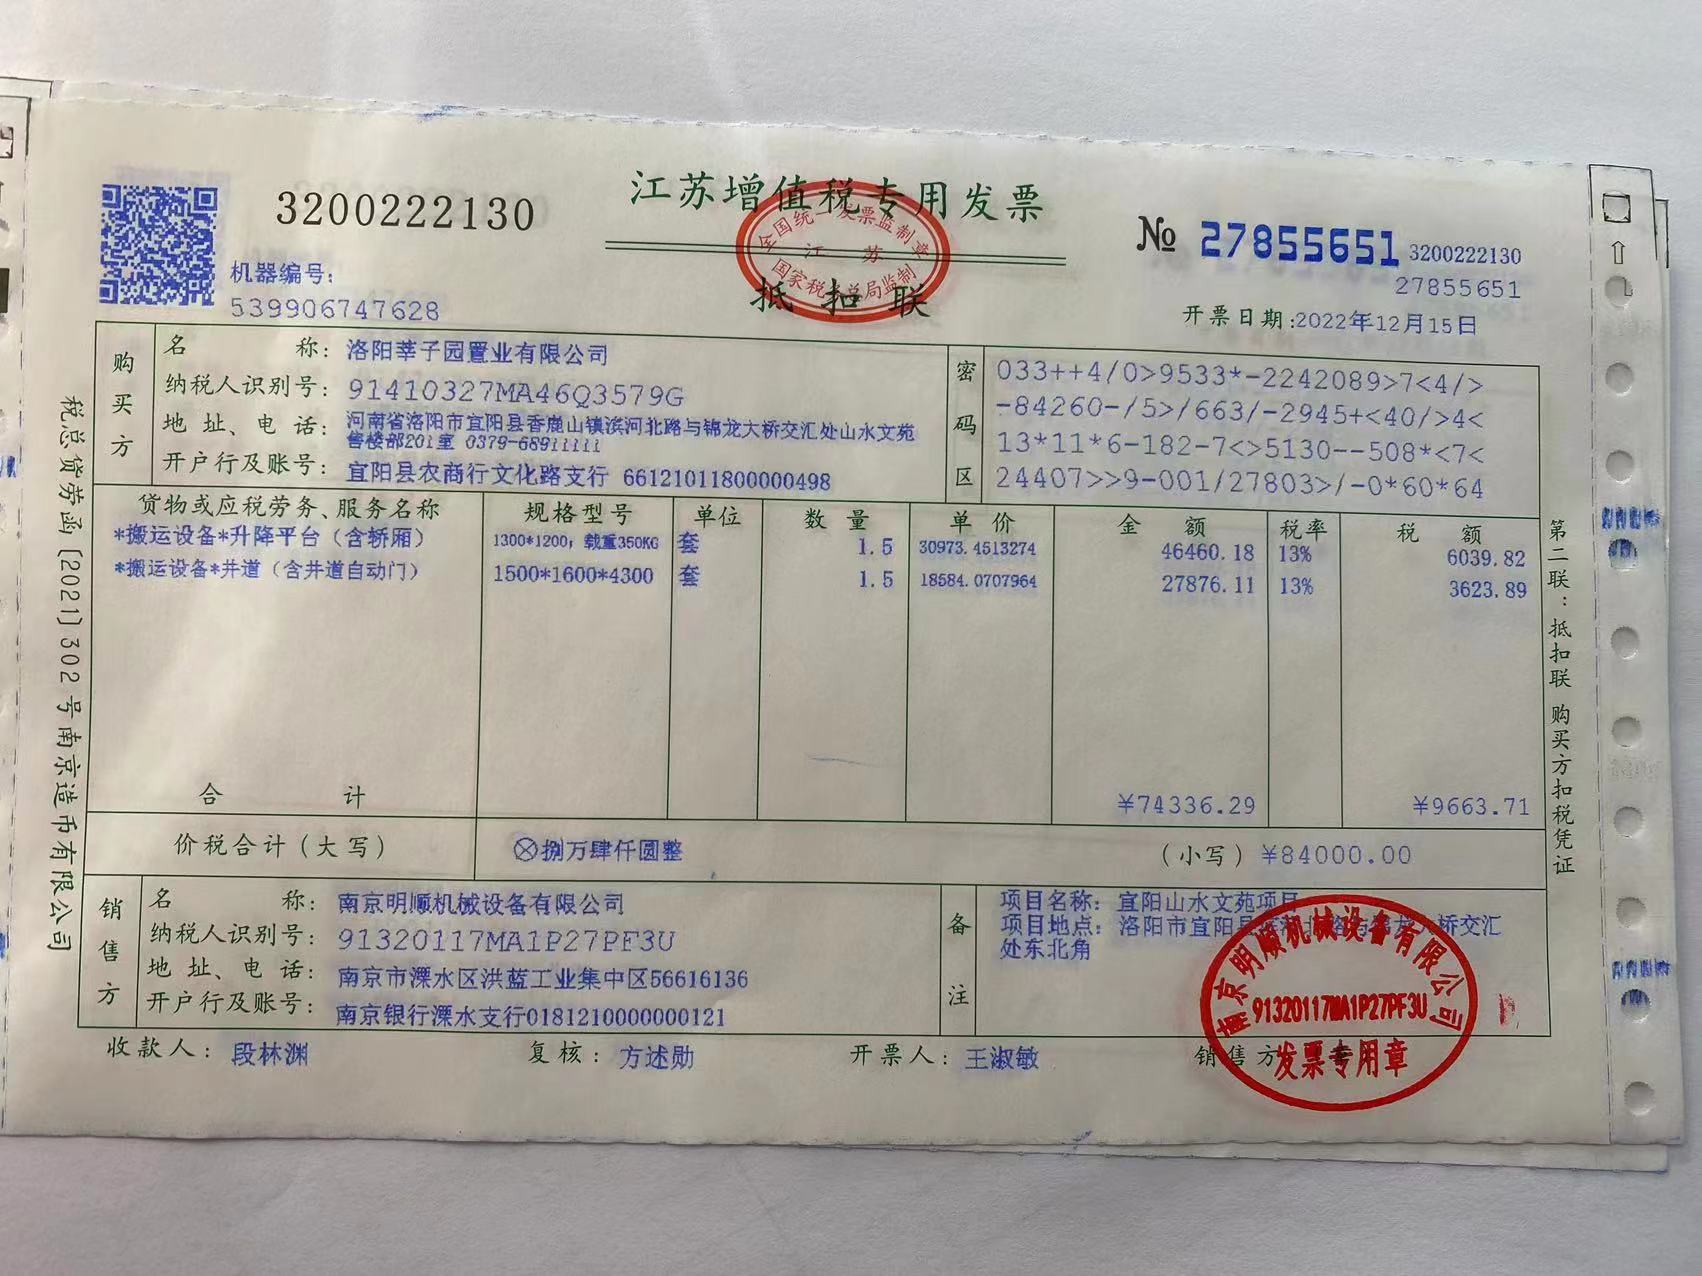 3200222130
江苏增值税专用发票
全国统一发票监制章
江苏
国家税务总局监制
抵扣联
№ 27855651
3200222130
27855651
机器编号:
539906747628
开票日期:2022年12月15日
购买方
名称: 洛阳莘子园置业有限公司
纳税人识别号: 91410327MA46Q3579G
地址、电话: 河南省洛阳市宜阳县香鹿山镇滨河北路与锦龙大桥交汇处山水文苑
售楼部201室 0379-68911111
开户行及账号: 宜阳县农商行文化路支行 661210118000000498
密码区
033++4/0>9533*-2242089>7<4/>
-84260-/5>/663/-2945+<40/>4<
13*11*6-182-7<>5130--508*<7<
24407>>9-001/27803>/-0*60*64
货物或应税劳务、服务名称 规格型号 单位 数量 单价 金额 税率 税额
*搬运设备*升降平台（含轿厢） 1300*1200；载重350KG 套 1.5 30973.4513274 46460.18 13% 6039.82
*搬运设备*井道（含井道自动门） 1500*1600*4300 套 1.5 18584.0707964 27876.11 13% 3623.89
合计 ¥74336.29 ¥9663.71
价税合计（大写） ⊗捌万肆仟圆整 （小写）¥84000.00
销售方
名称: 南京明顺机械设备有限公司
纳税人识别号: 91320117MA1P27PF3U
地址、电话: 南京市溧水区洪蓝工业集中区56616136
开户行及账号: 南京银行溧水支行0181210000000121
备注
项目名称：宜阳山水文苑项目
项目地点：洛阳市宜阳县滨河北路与锦龙大桥交汇
处东北角
南京明顺机械设备有限公司
91320117MA1P27PF3U
发票专用章
收款人: 段林渊 复核: 方述勋 开票人: 王淑敏 销售方
税总货劳函〔2021〕302号南京造币有限公司
第二联：抵扣联 购买方扣税凭证